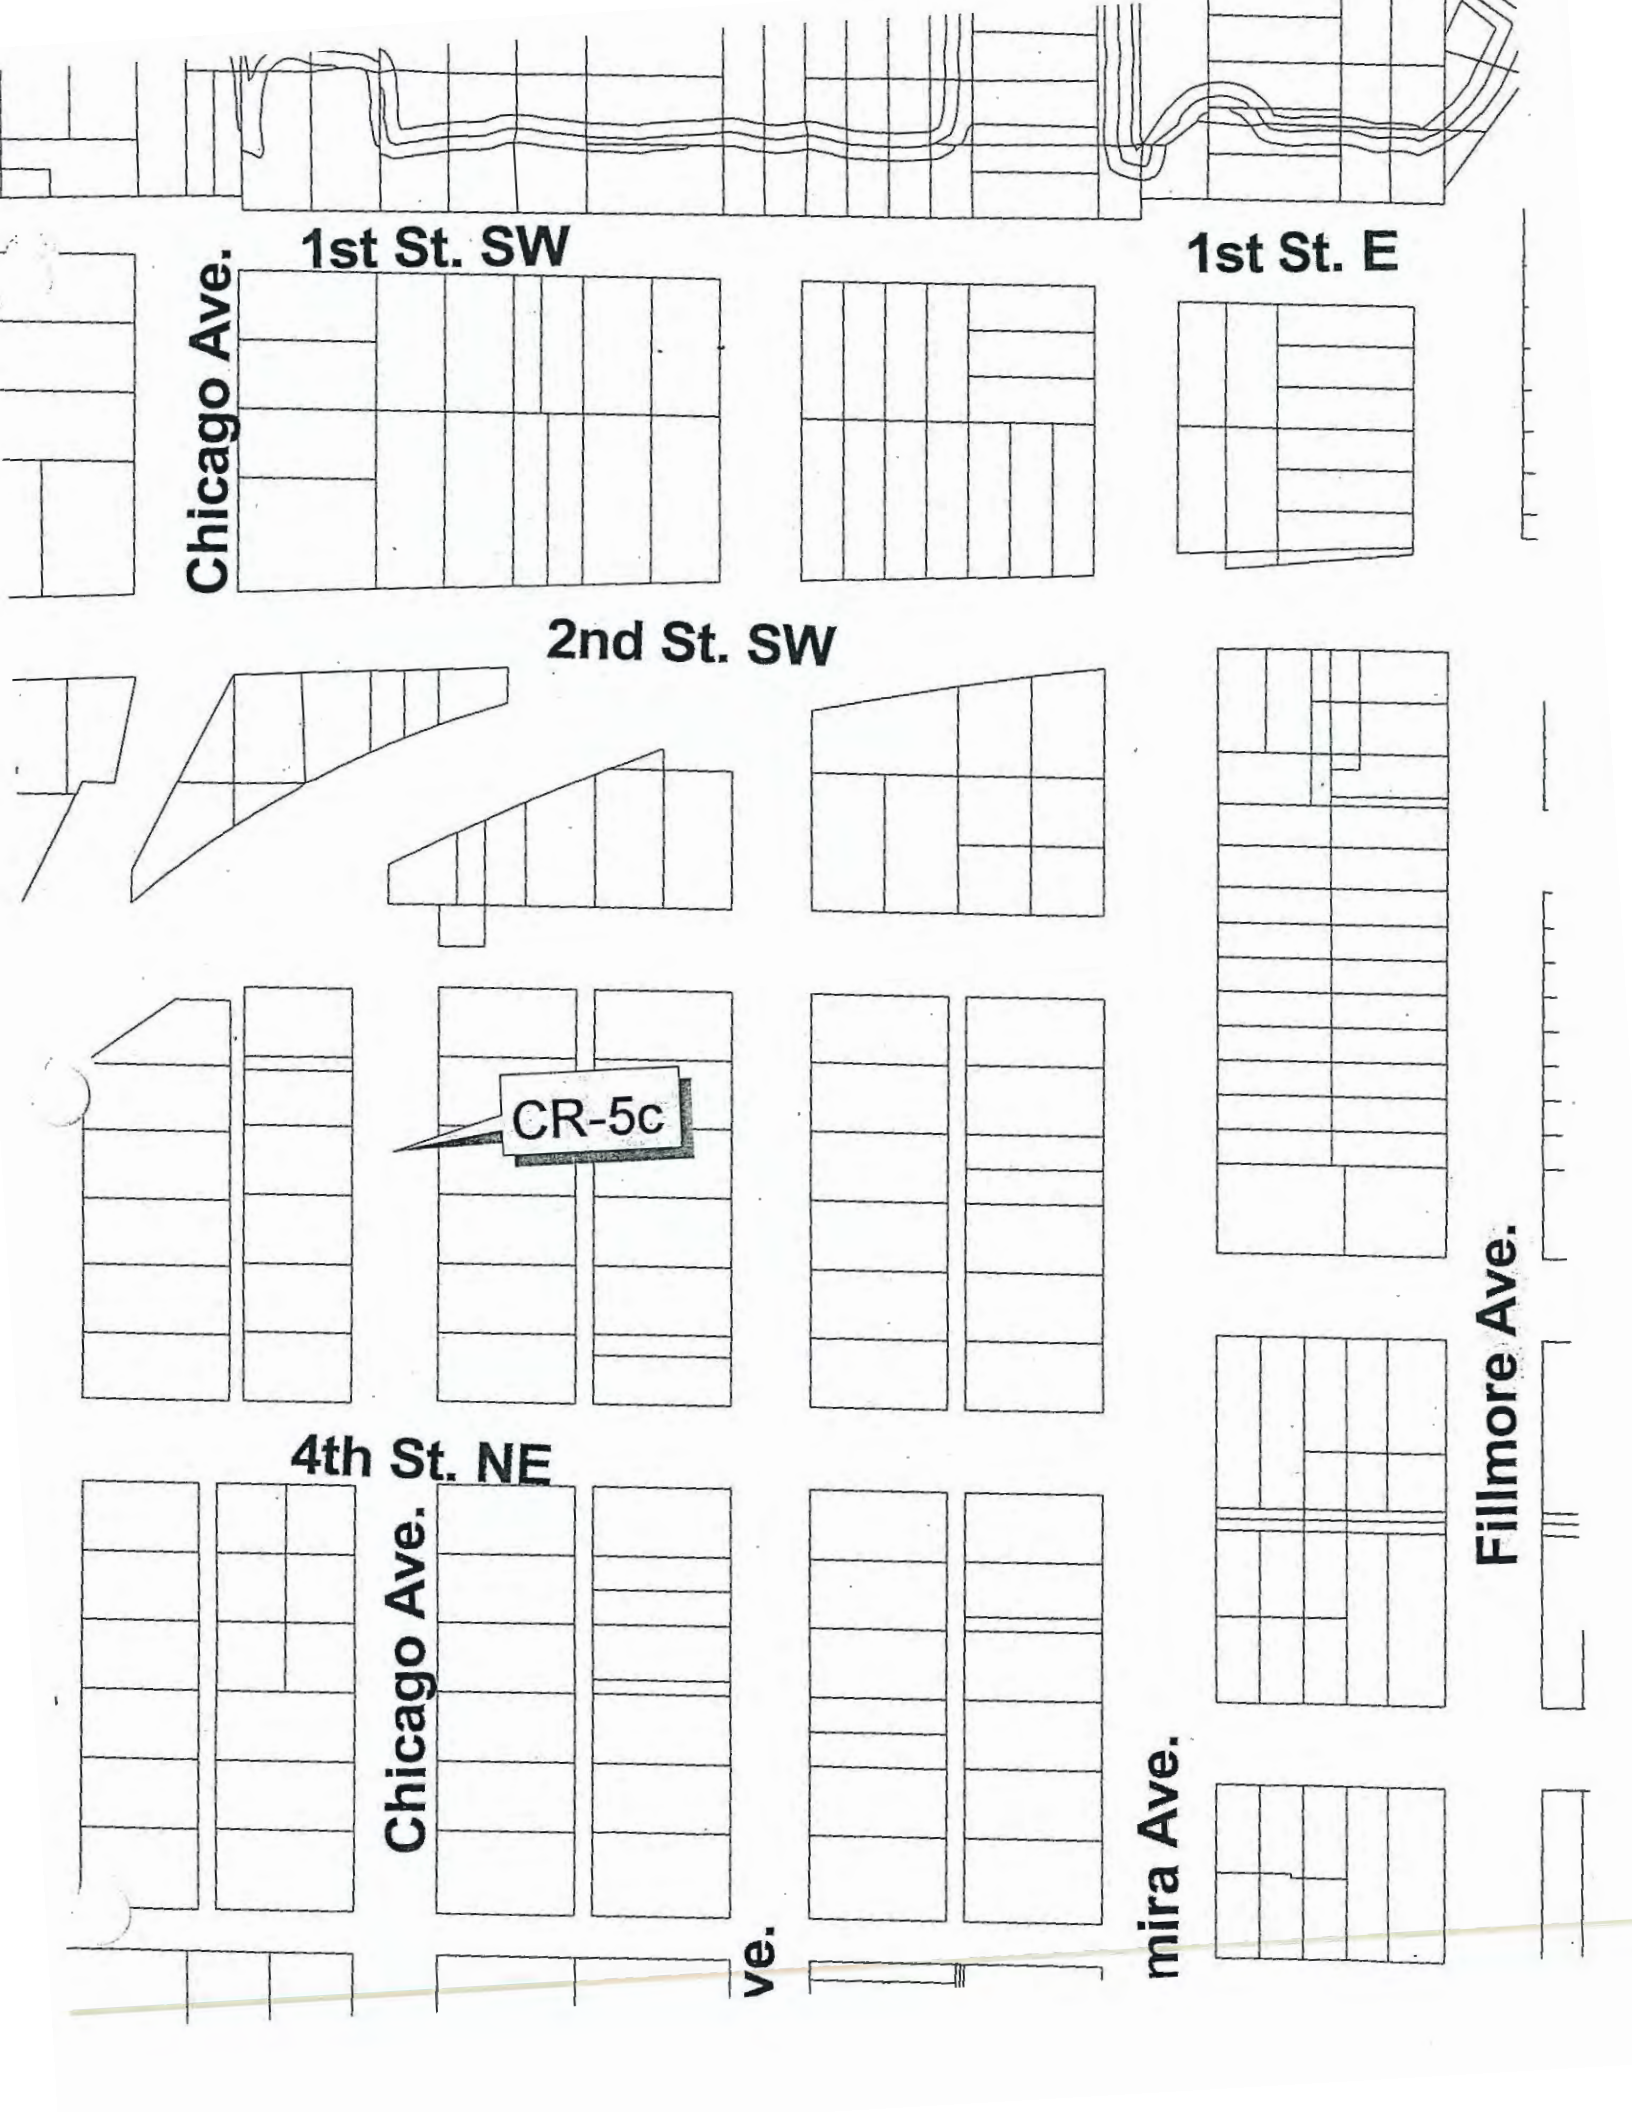 1st St. SW
1st St. E
Chicago Ave.
2nd St. SW
CR-5c
Fillmore Ave.
4th St. NE
Chicago Ave.
mira Ave.
ve.